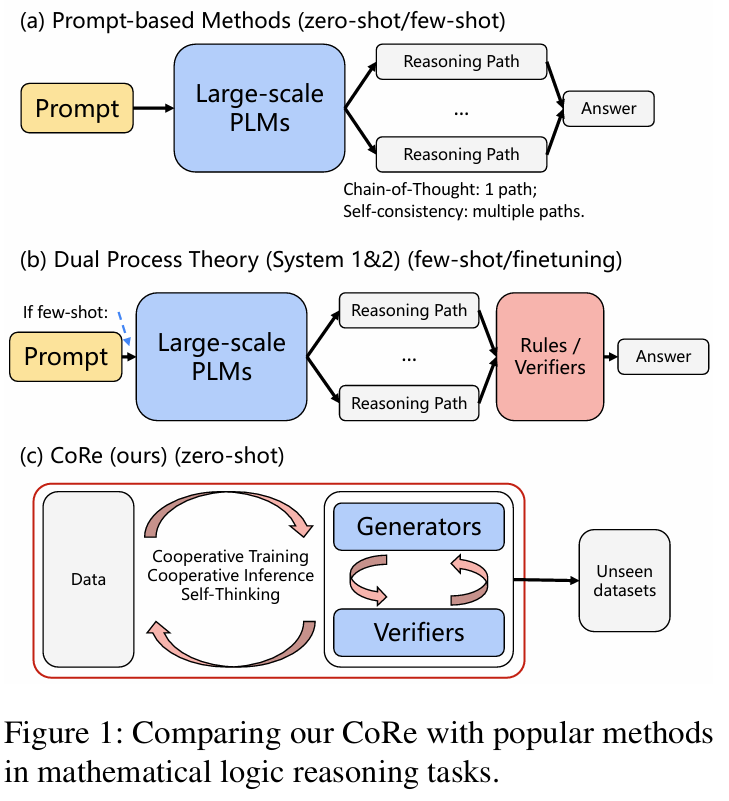 (a) Prompt-based Methods (zero-shot/few-shot)
Prompt
Large-scale
PLMs
Reasoning Path
...
Reasoning Path
Answer
Chain-of-Thought: 1 path;
Self-consistency: multiple paths.
(b) Dual Process Theory (System 1&2) (few-shot/finetuning)
If few-shot:
Prompt
Large-scale
PLMs
Reasoning Path
...
Reasoning Path
Rules /
Verifiers
Answer
(c) CoRe (ours) (zero-shot)
Data
Cooperative Training
Cooperative Inference
Self-Thinking
Generators
Verifiers
Unseen
datasets
Figure 1: Comparing our CoRe with popular methods
in mathematical logic reasoning tasks.